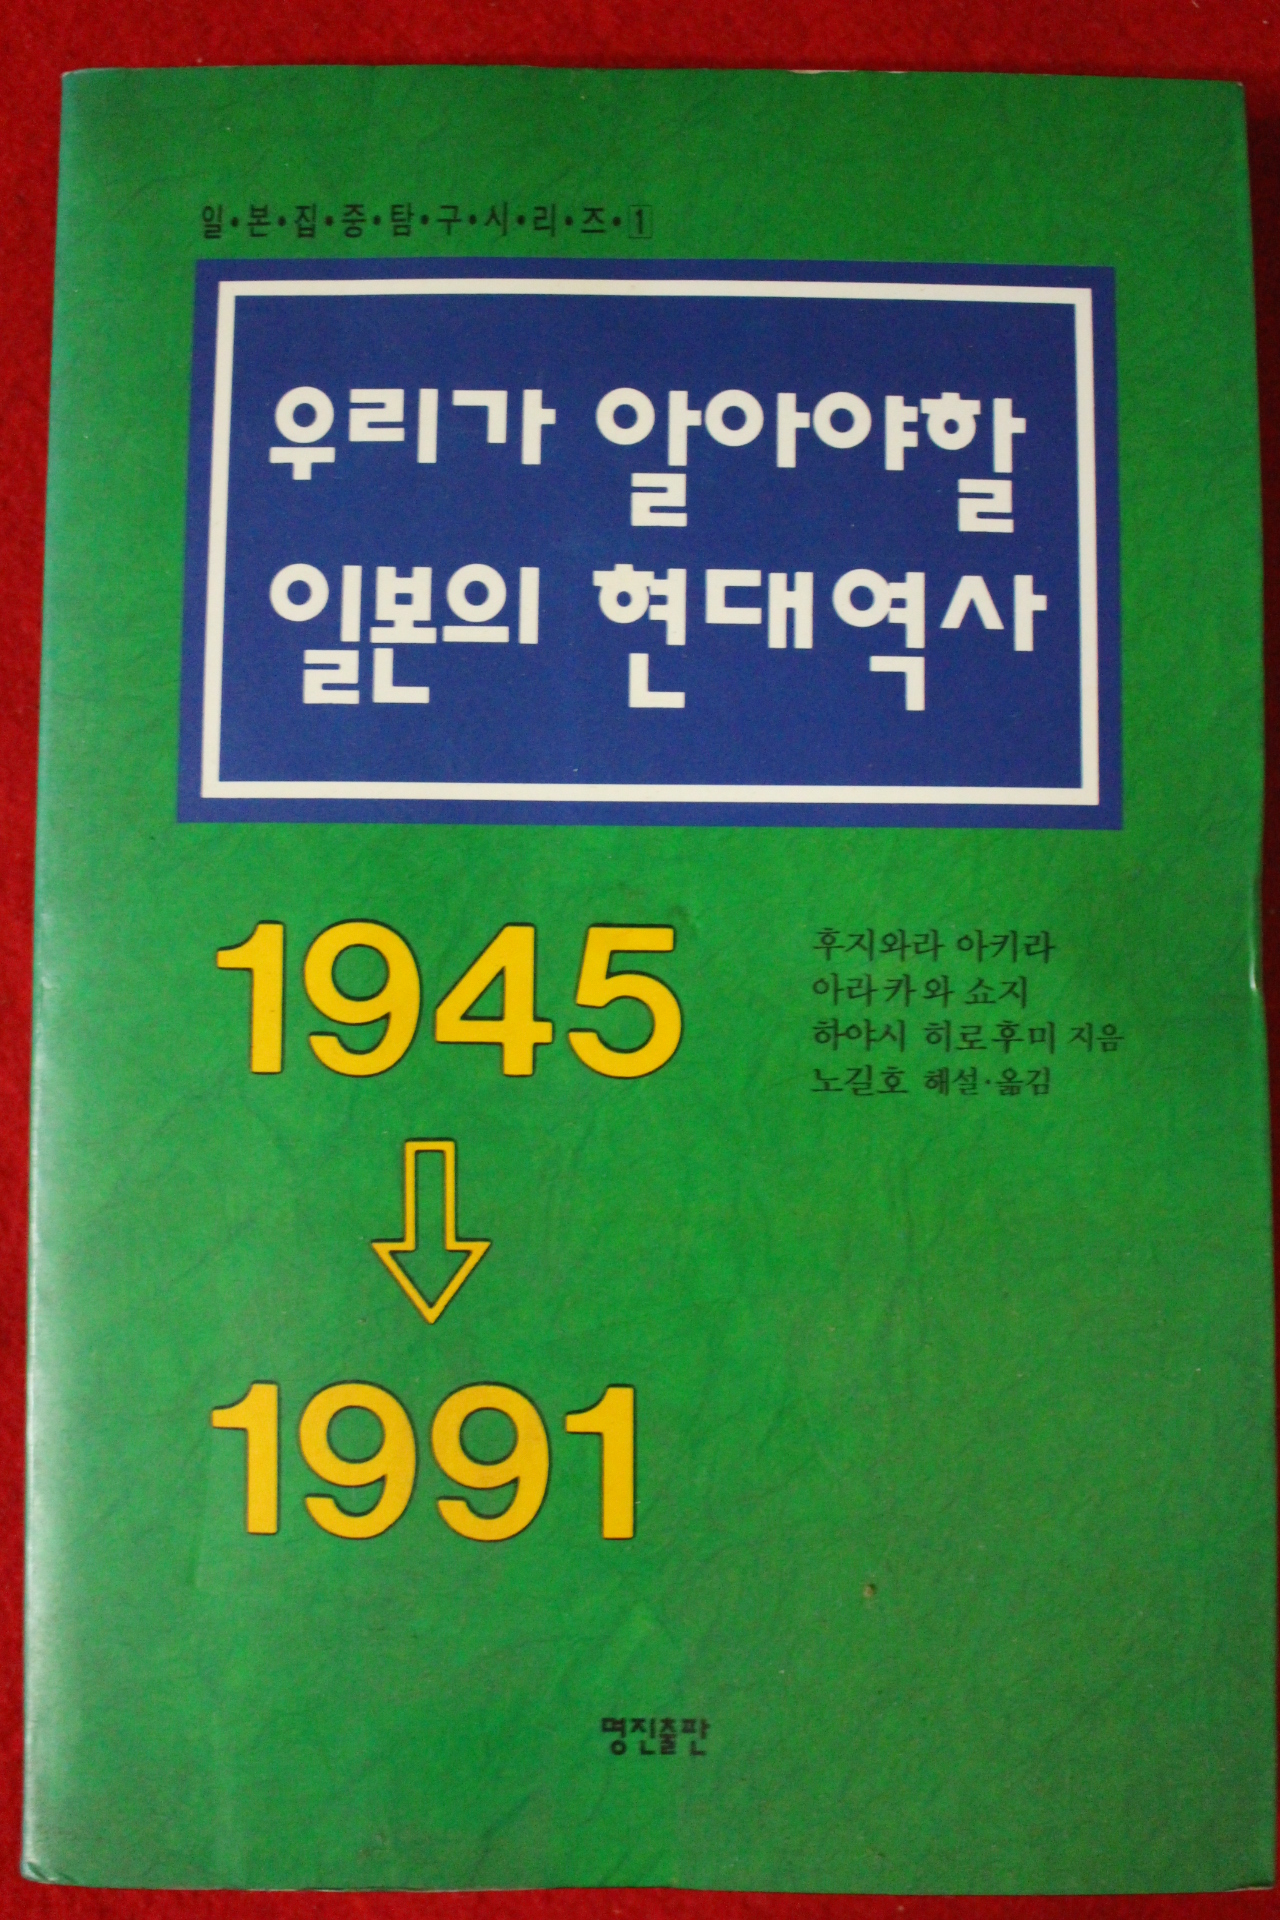 일·본·집·중·탐·구·시·리·즈·1
우리가 알아야할
일본의 현대역사
1945
후지와라 아키라
아라카와 쇼지
하야시 히로후미 지음
노길호 해설·옮김
1991
명진출판